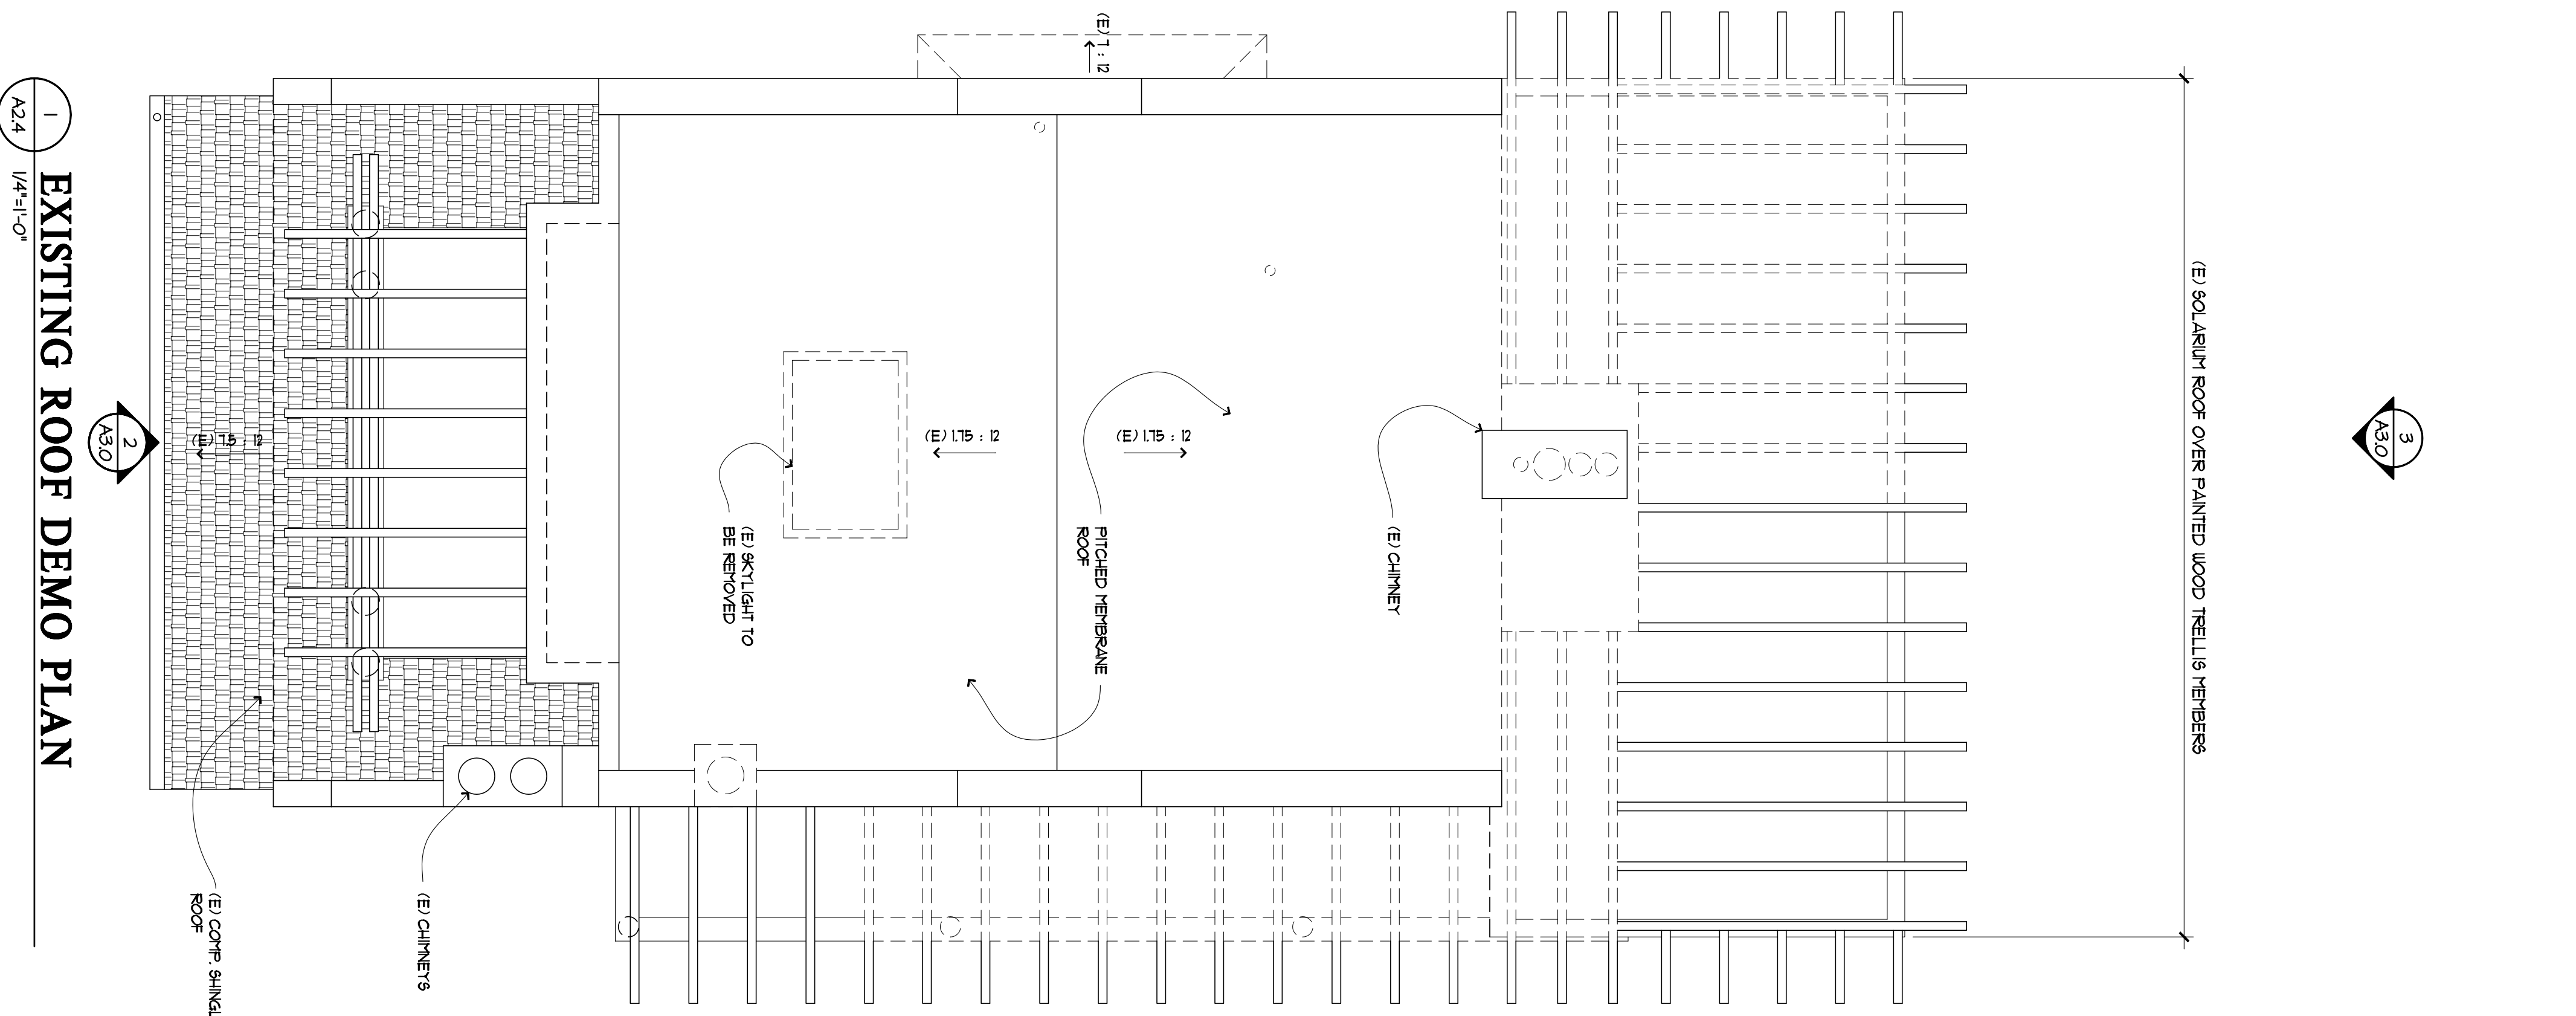 (E) SOLARIUM ROOF OVER PAINTED WOOD TRELLIS MEMBERS
3
A3.0
(E) 7 : 12
(E) CHIMNEY
(E) 1.75 : 12
(E) 1.75 : 12
PITCHED MEMBRANE
ROOF
(E) SKYLIGHT TO
BE REMOVED
(E) CHIMNEYS
(E) COMP. SHINGL
ROOF
(E) 7.5 : 12
2
A3.0
1
A2.4
EXISTING ROOF DEMO PLAN
1/4"=1'-0"